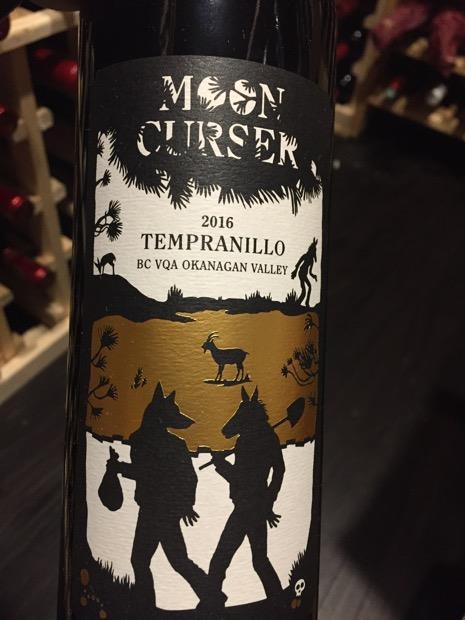 MOON
CURSER
2016
TEMPRANILLO
BC VQA OKANAGAN VALLEY